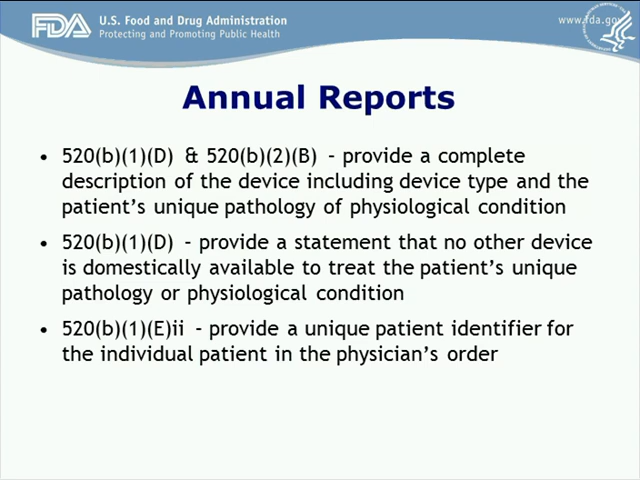 FDA U.S. Food and Drug Administration www.fda.gov
Protecting and Promoting Public Health
Annual Reports
• 520(b)(1)(D) & 520(b)(2)(B) - provide a complete
description of the device including device type and the
patient's unique pathology of physiological condition
• 520(b)(1)(D) - provide a statement that no other device
is domestically available to treat the patient's unique
pathology or physiological condition
• 520(b)(1)(E)ii - provide a unique patient identifier for
the individual patient in the physician's order